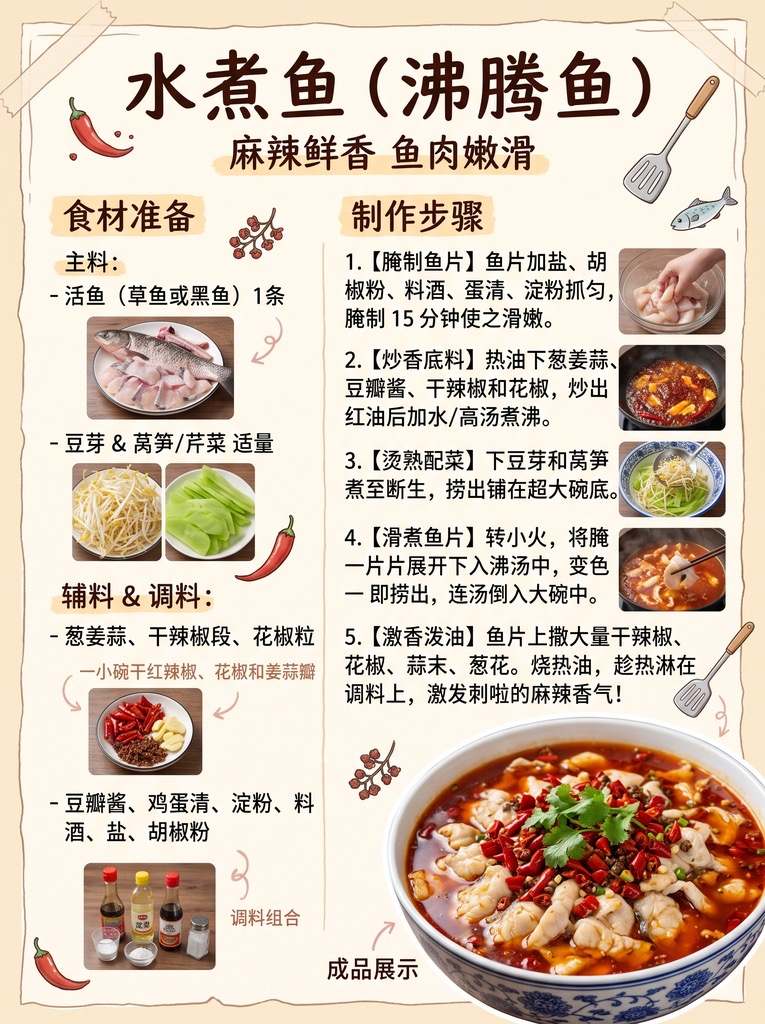 水煮鱼(沸腾鱼)
麻辣鲜香 鱼肉嫩滑
食材准备
主料：
- 活鱼（草鱼或黑鱼）1条
- 豆芽 & 莴笋/芹菜 适量
辅料 & 调料：
- 葱姜蒜、干辣椒段、花椒粒
一小碗干红辣椒、花椒和姜蒜瓣
- 豆瓣酱、鸡蛋清、淀粉、料
酒、盐、胡椒粉
调料组合
制作步骤
1.【腌制鱼片】鱼片加盐、胡
椒粉、料酒、蛋清、淀粉抓匀，
腌制 15 分钟使之滑嫩。
2.【炒香底料】热油下葱姜蒜、
豆瓣酱、干辣椒和花椒，炒出
红油后加水/高汤煮沸。
3.【烫熟配菜】下豆芽和莴笋
煮至断生，捞出铺在超大碗底。
4.【滑煮鱼片】转小火，将腌
一片片展开下入沸汤中，变色
一 即捞出，连汤倒入大碗中。
5.【激香泼油】鱼片上撒大量干辣椒、
花椒、蒜末、葱花。烧热油，趁热淋在
调料上，激发刺啦的麻辣香气！
成品展示